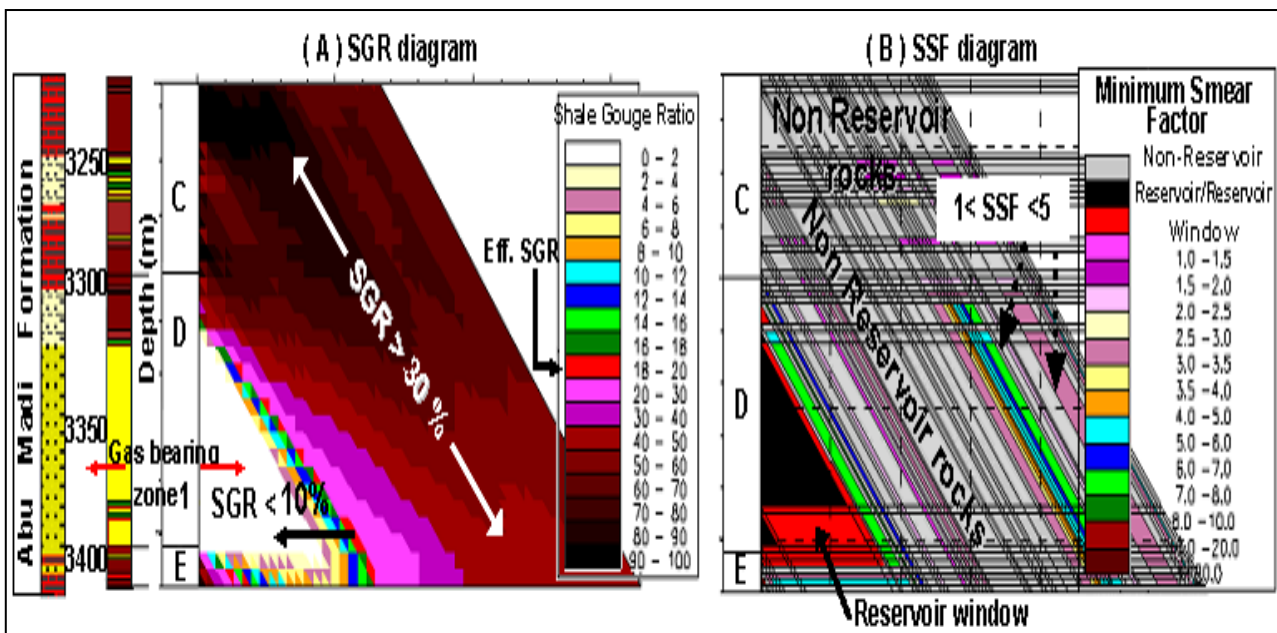 ( A ) SGR diagram
( B ) SSF diagram
Abu Madi Formation
3250
3300
3350
3400
Depth (m)
C
D
E
Gas bearing
zone1
SGR > 30 %
SGR < 10%
Eff. SGR
Shale Gouge Ratio
0 - 2
2 - 4
4 - 6
6 - 8
8 - 10
10 - 12
12 - 14
14 - 16
16 - 18
18 - 20
20 - 30
30 - 40
40 - 50
50 - 60
60 - 70
70 - 80
80 - 90
90 - 100
C
D
E
Non Reservoir
rocks
Non Reservoir rocks
1< SSF <5
Reservoir window
Minimum Smear
Factor
Non-Reservoir
Reservoir/Reservoir
Window
1.0 -1.5
1.5 -2.0
2.0 -2.5
2.5 -3.0
3.0 -3.5
3.5 -4.0
4.0 -5.0
5.0 -6.0
6.0 -7.0
7.0 -8.0
8.0 -10.0